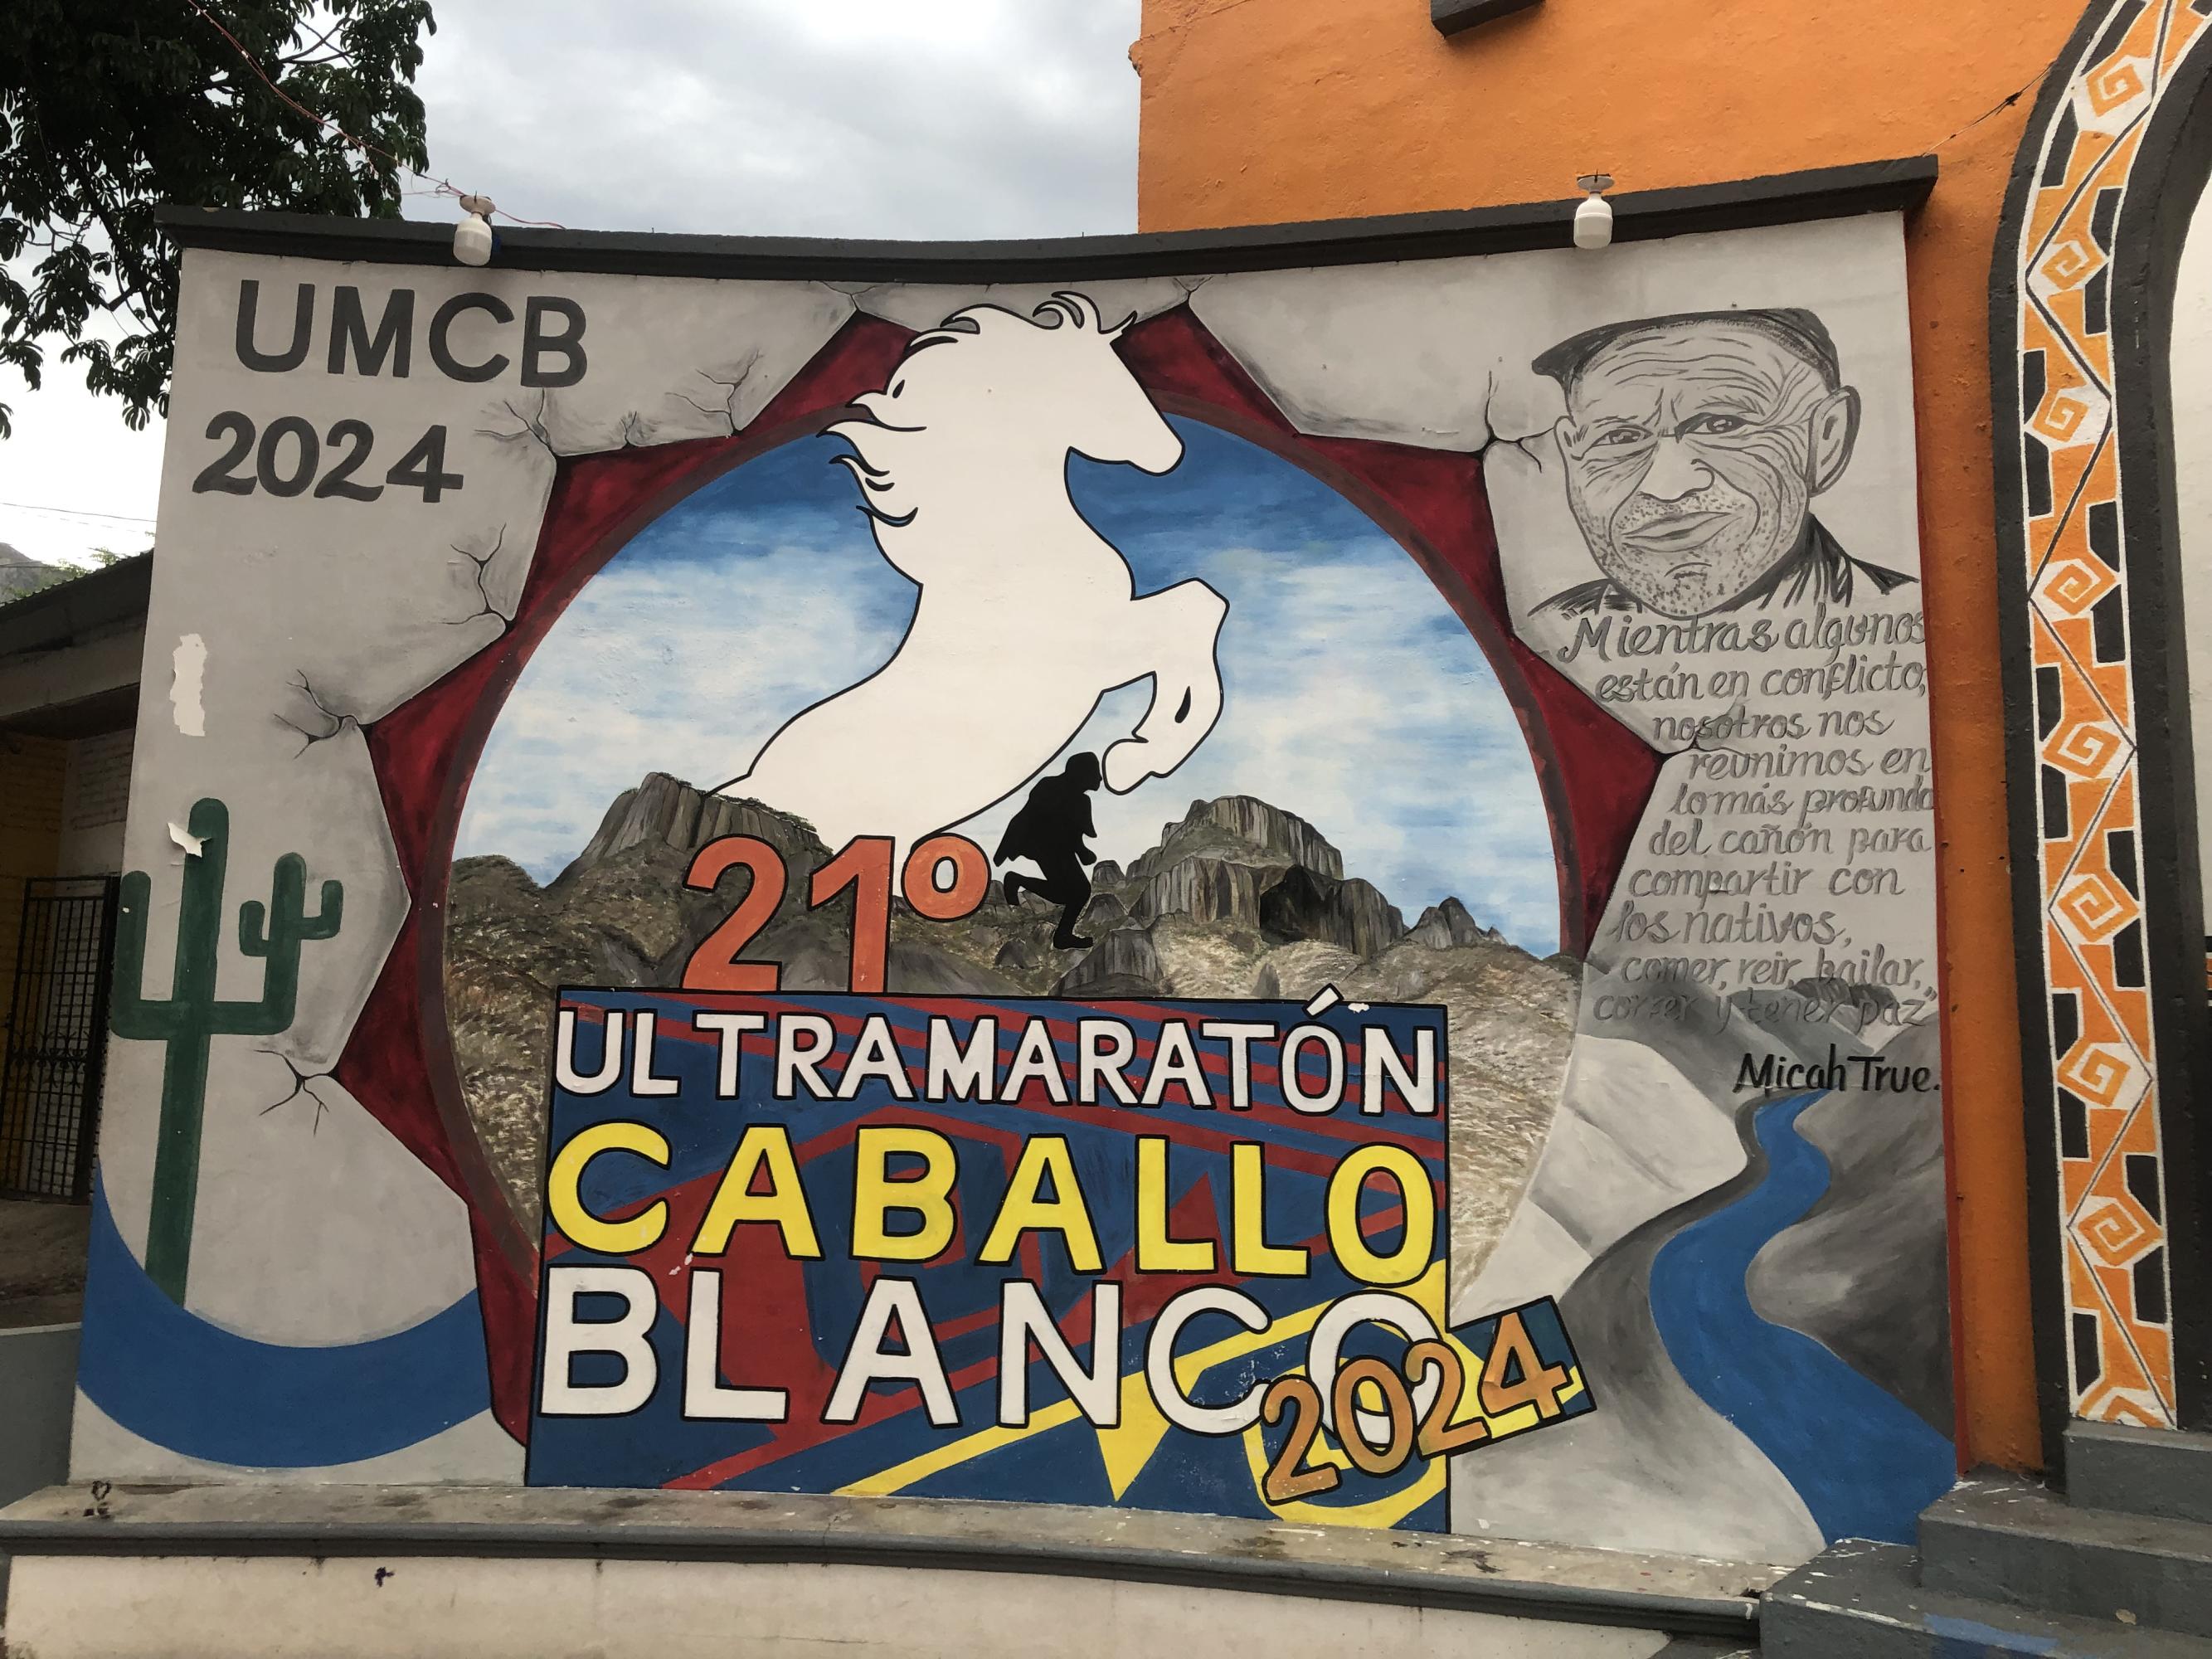 UMCB
2024
21º
ULTRAMARATÓN
CABALLO
BLANCO
2024
"Mientras algunos
están en conflicto,
nosotros nos
reunimos en
lo más profundo
del cañón para
compartir con
los nativos,
comer, reir, bailar,
correr y tener paz"
Micah True.